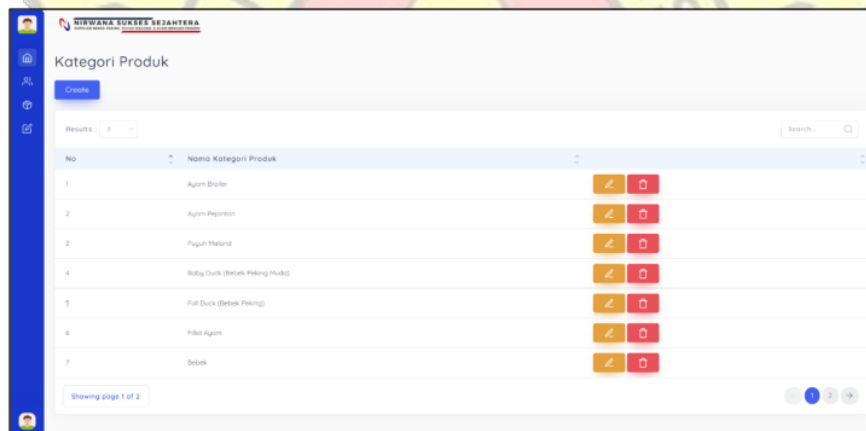 NIRWANA SUKSES SEJAHTERA
Kategori Produk
Create
Results : 7
Search...
No Nama Kategori Produk
1 Ayam Broiler
2 Ayam Pejantan
3 Puyuh Malond
4 Baby Duck (Bebek Peking Muda)
5 Full Duck (Bebek Peking)
6 Fillet Ayam
7 Bebek
Showing page 1 of 2
1 2